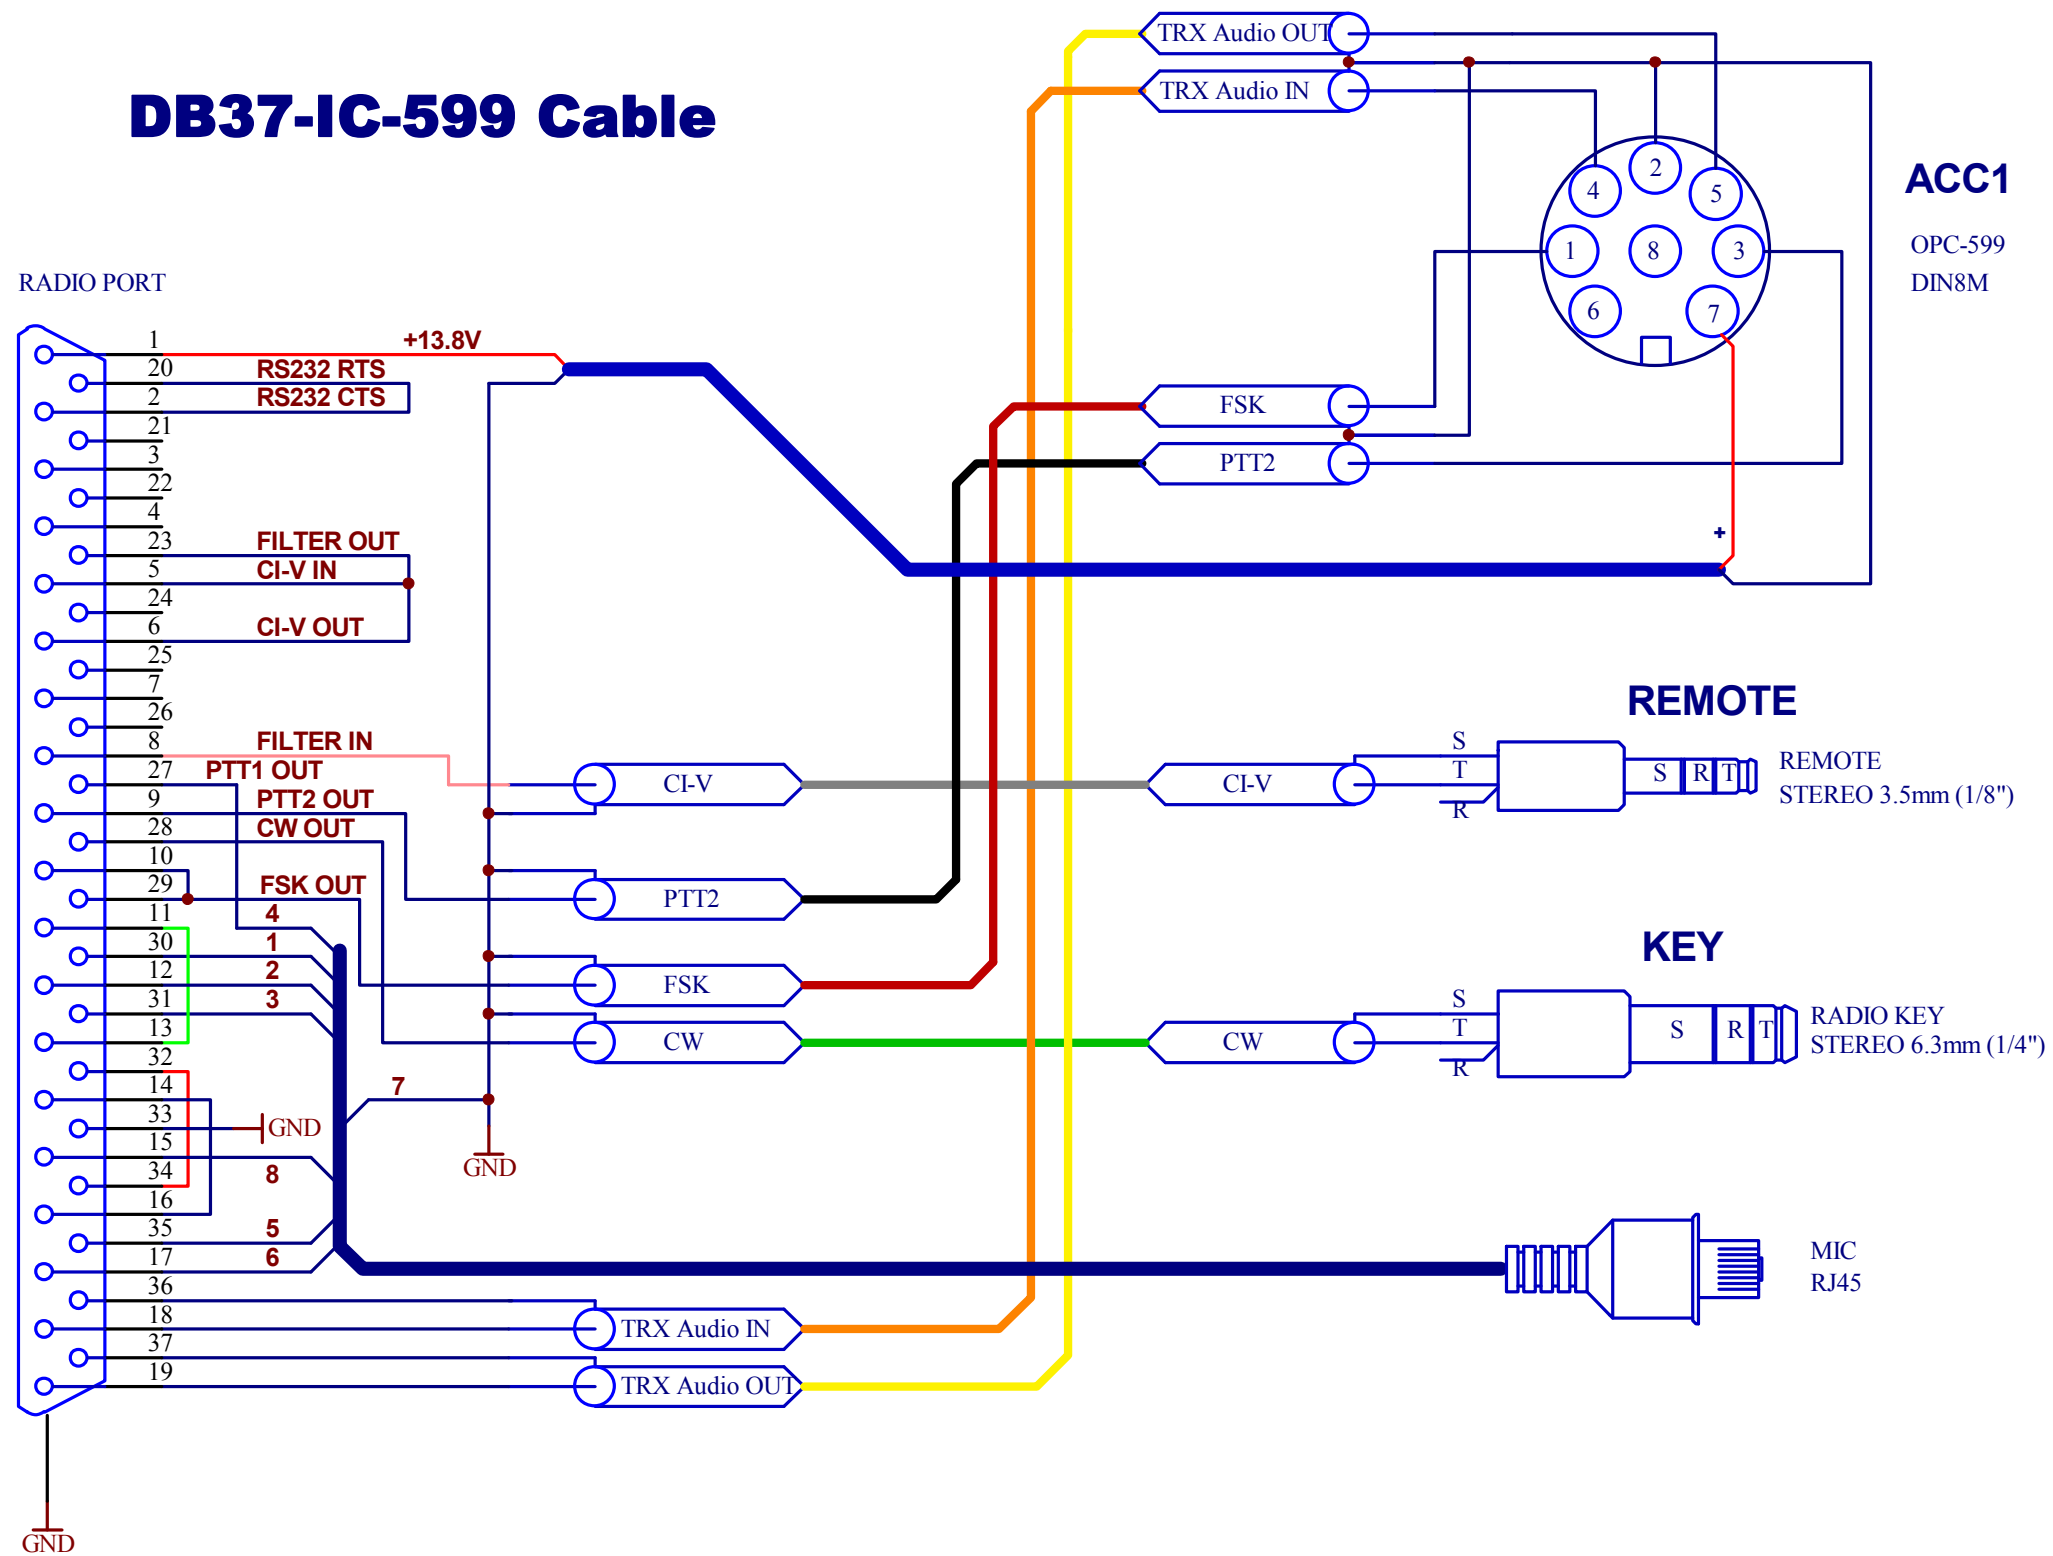 DB37-IC-599 Cable
TRX Audio OUT
TRX Audio IN
2
4
5
1
8
3
6
7
ACC1
OPC-599
DIN8M
FSK
PTT2
+
RADIO PORT
1
+13.8V
20
RS232 RTS
2
RS232 CTS
21
3
22
4
23
FILTER OUT
5
CI-V IN
24
6
CI-V OUT
25
7
26
8
FILTER IN
27
PTT1 OUT
9
PTT2 OUT
28
CW OUT
10
29
FSK OUT
11
4
30
1
12
2
31
3
13
32
14
7
33
GND
15
34
8
16
35
5
17
6
36
18
37
19
GND
GND
CI-V
PTT2
FSK
CW
TRX Audio IN
TRX Audio OUT
REMOTE
CI-V
S
T
R
S R T
REMOTE
STEREO 3.5mm (1/8")
KEY
CW
S
T
R
S R T
RADIO KEY
STEREO 6.3mm (1/4")
MIC
RJ45